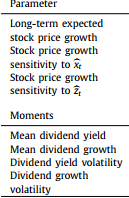 Parameter
Long-term expected
stock price growth
Stock price growth
sensitivity to x̂t
Stock price growth
sensitivity to ẑt
Moments
Mean dividend yield
Mean dividend growth
Dividend yield volatility
Dividend growth
volatility